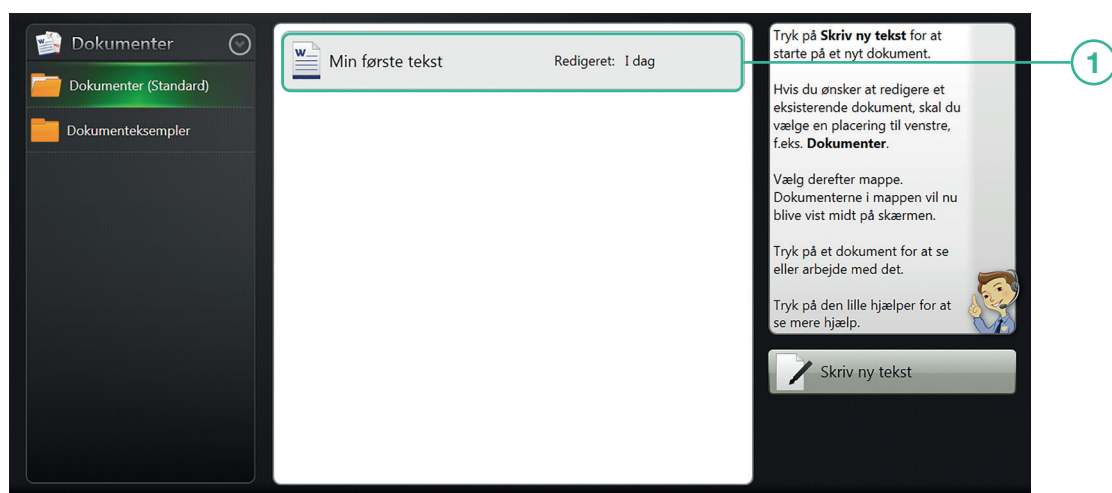 Dokumenter
Dokumenter (Standard)
Dokumenteksempler
Min første tekst Redigeret: I dag
Tryk på Skriv ny tekst for at
starte på et nyt dokument.
Hvis du ønsker at redigere et
eksisterende dokument, skal du
vælge en placering til venstre,
f.eks. Dokumenter.
Vælg derefter mappe.
Dokumenterne i mappen vil nu
blive vist midt på skærmen.
Tryk på et dokument for at se
eller arbejde med det.
Tryk på den lille hjælper for at
se mere hjælp.
Skriv ny tekst
1